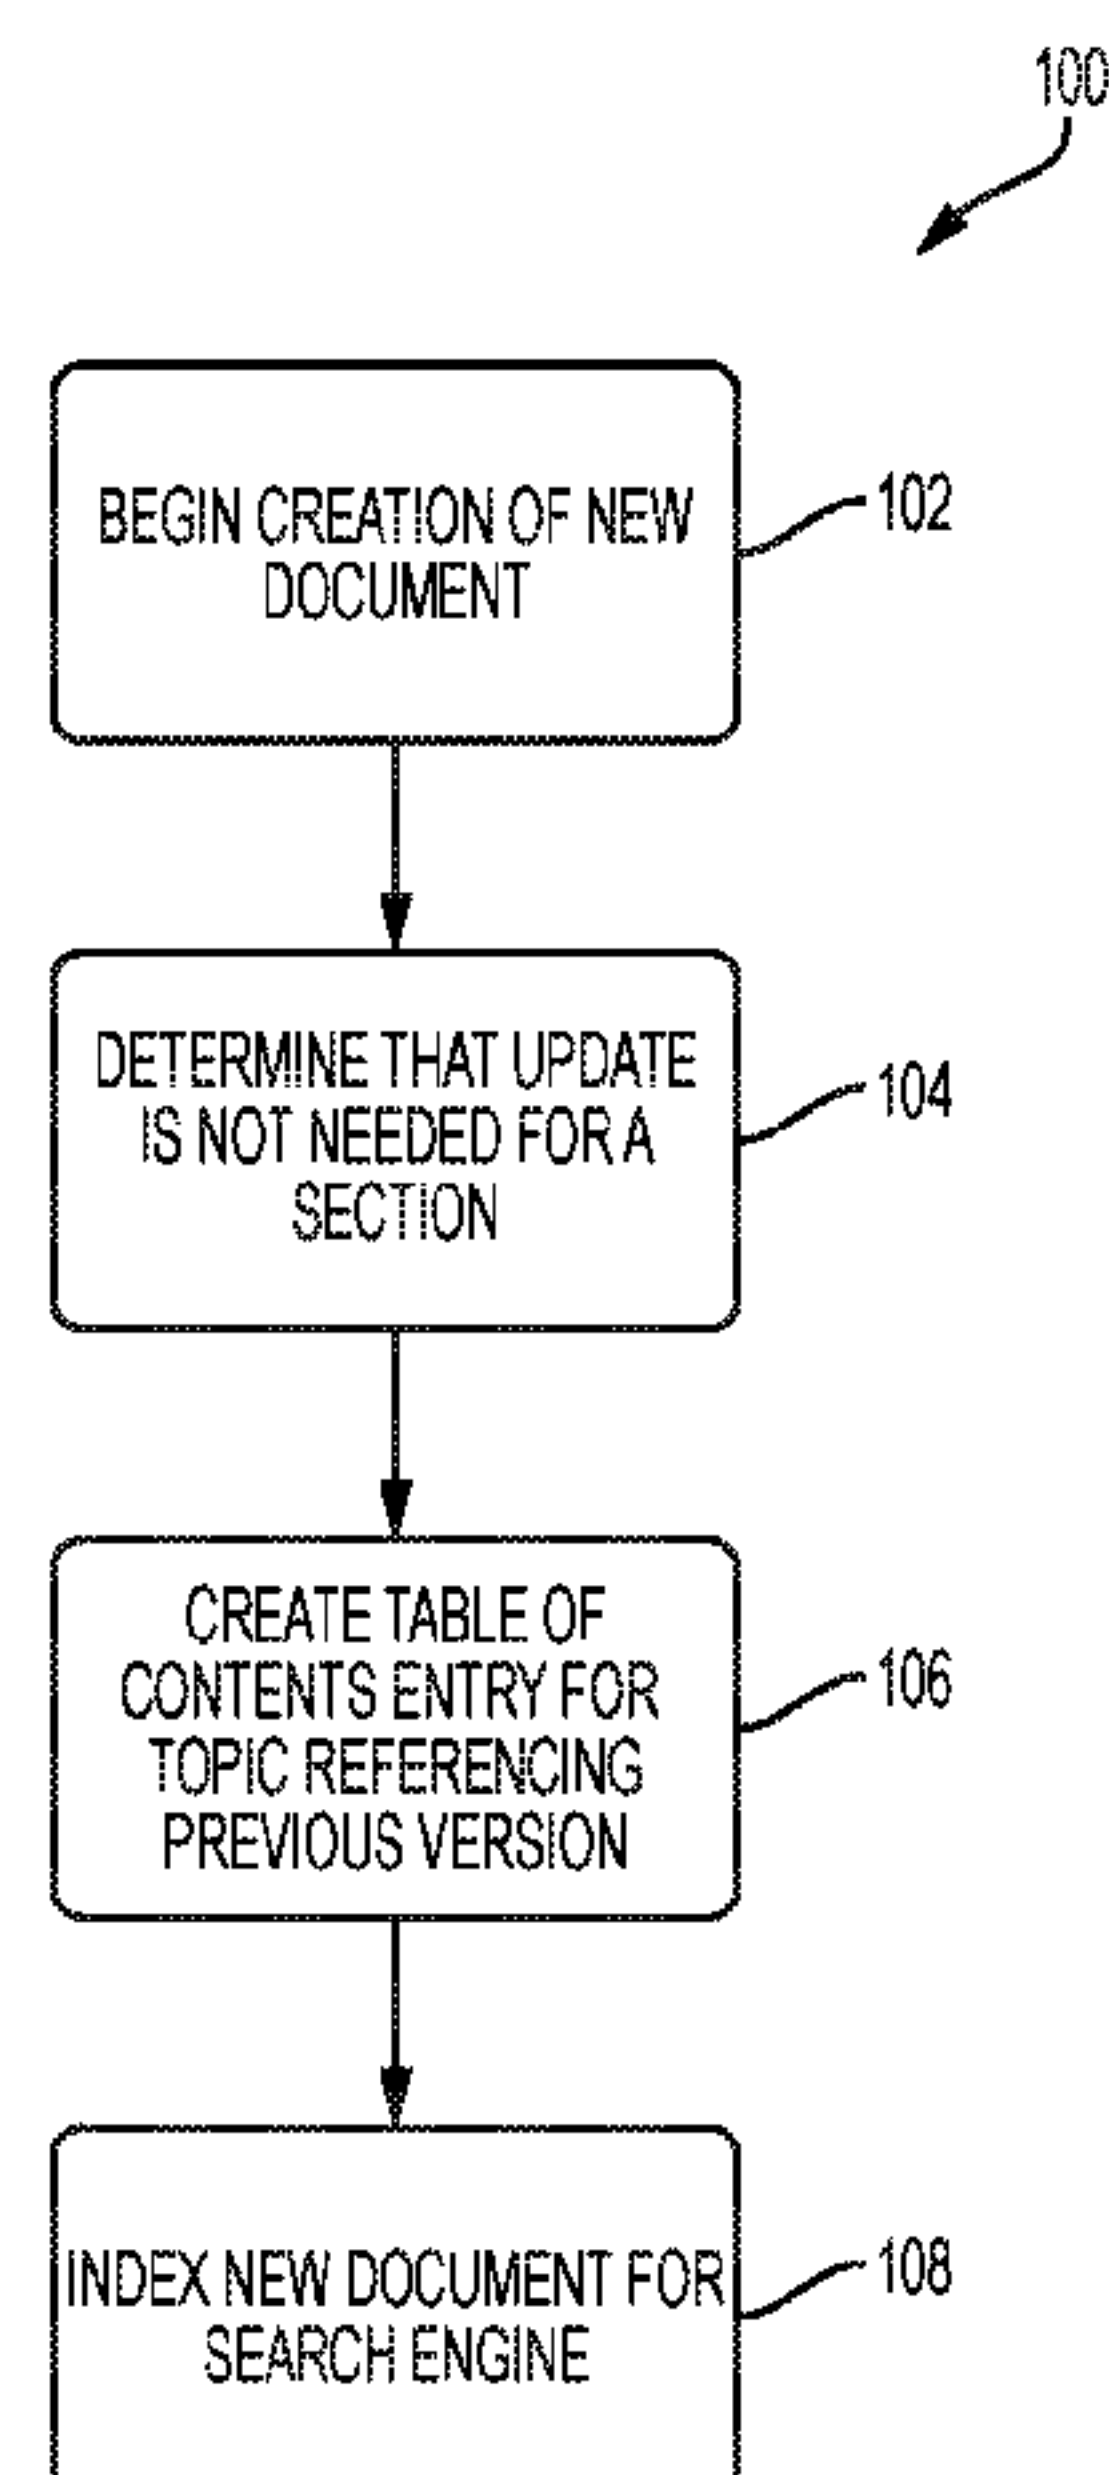 100
BEGIN CREATION OF NEW
DOCUMENT
102
DETERMINE THAT UPDATE
IS NOT NEEDED FOR A
SECTION
104
CREATE TABLE OF
CONTENTS ENTRY FOR
TOPIC REFERENCING
PREVIOUS VERSION
106
INDEX NEW DOCUMENT FOR
SEARCH ENGINE
108